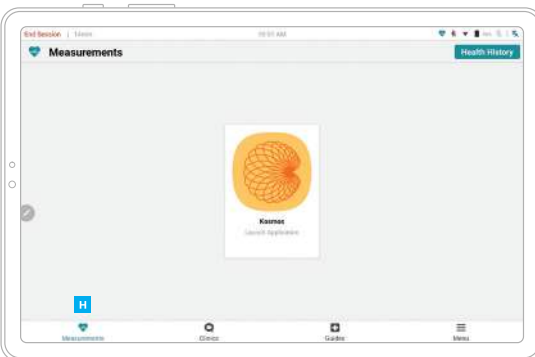 End Session |
Measurements
Health History
Kosmos
Launch Application
H
Measurements
Clinics
Guides
Menu